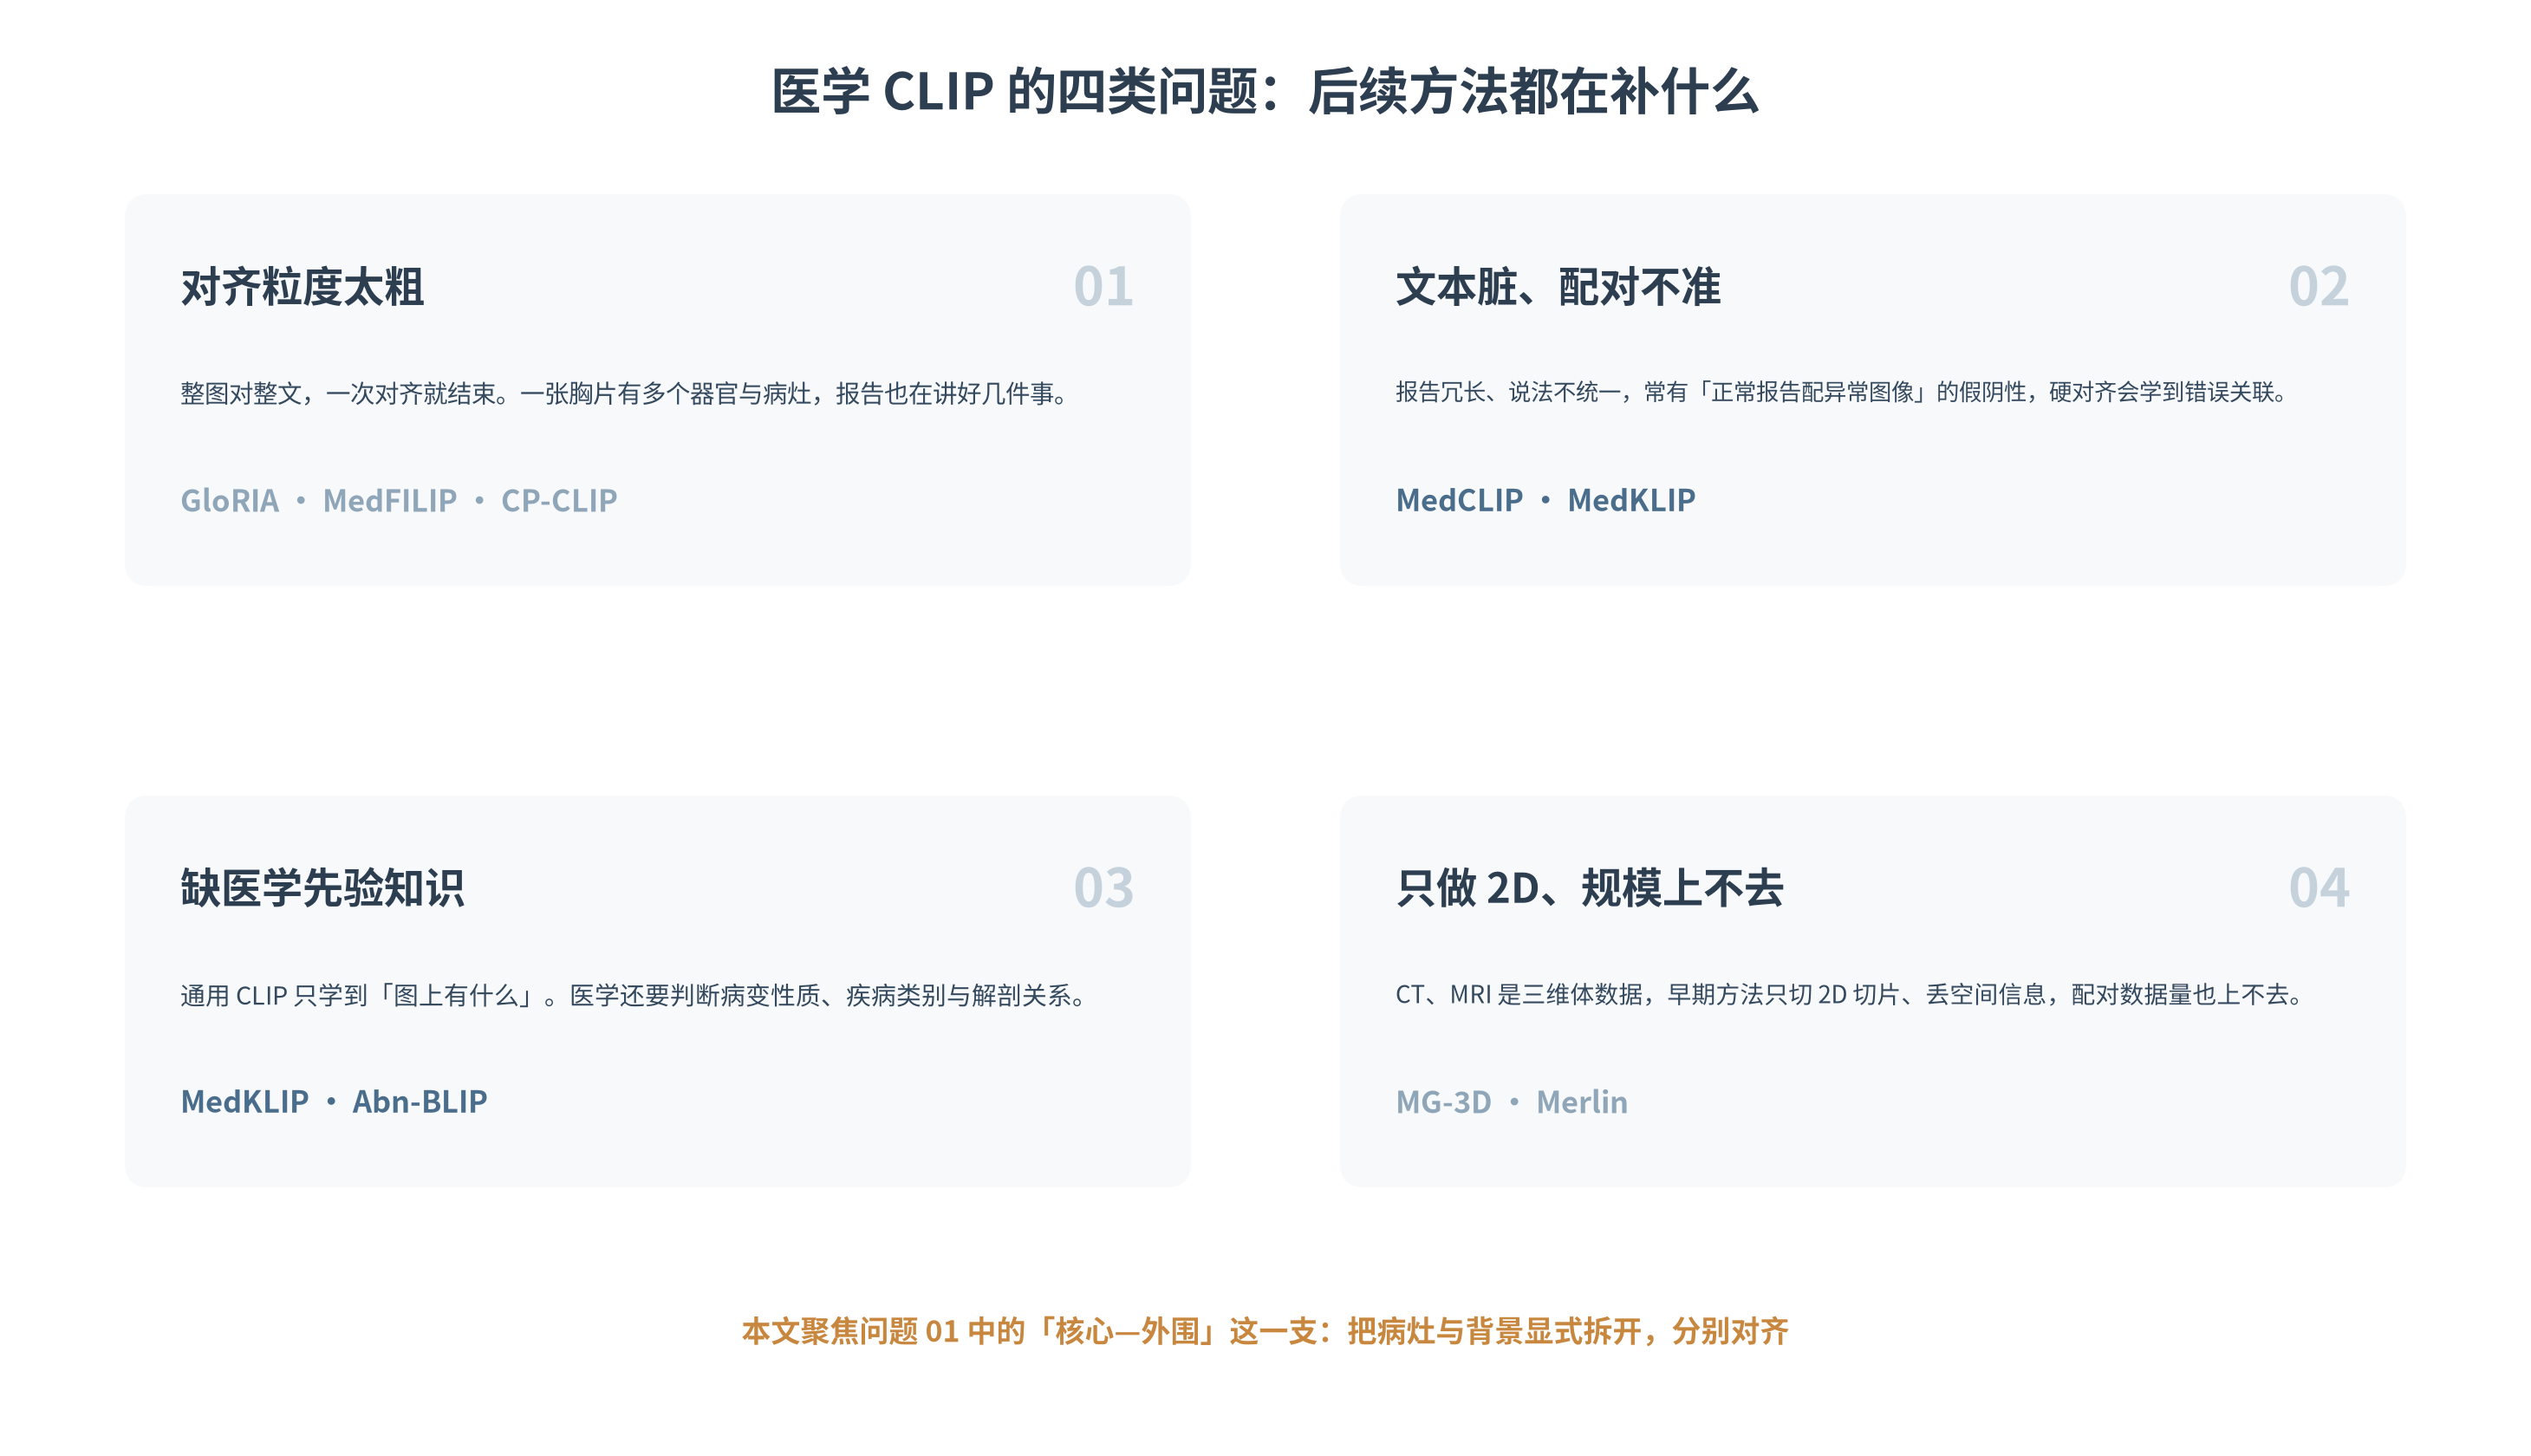 医学 CLIP 的四类问题：后续方法都在补什么
对齐粒度太粗
01
整图对整文，一次对齐就结束。一张胸片有多个器官与病灶，报告也在讲好几件事。
GloRIA · MedFILIP · CP-CLIP
文本脏、配对不准
02
报告冗长、说法不统一，常有「正常报告配异常图像」的假阴性，硬对齐会学到错误关联。
MedCLIP · MedKLIP
缺医学先验知识
03
通用 CLIP 只学到「图上有什么」。医学还要判断病变性质、疾病类别与解剖关系。
MedKLIP · Abn-BLIP
只做 2D、规模上不去
04
CT、MRI 是三维体数据，早期方法只切 2D 切片、丢空间信息，配对数据量也上不去。
MG-3D · Merlin
本文聚焦问题 01 中的「核心—外围」这一支：把病灶与背景显式拆开，分别对齐